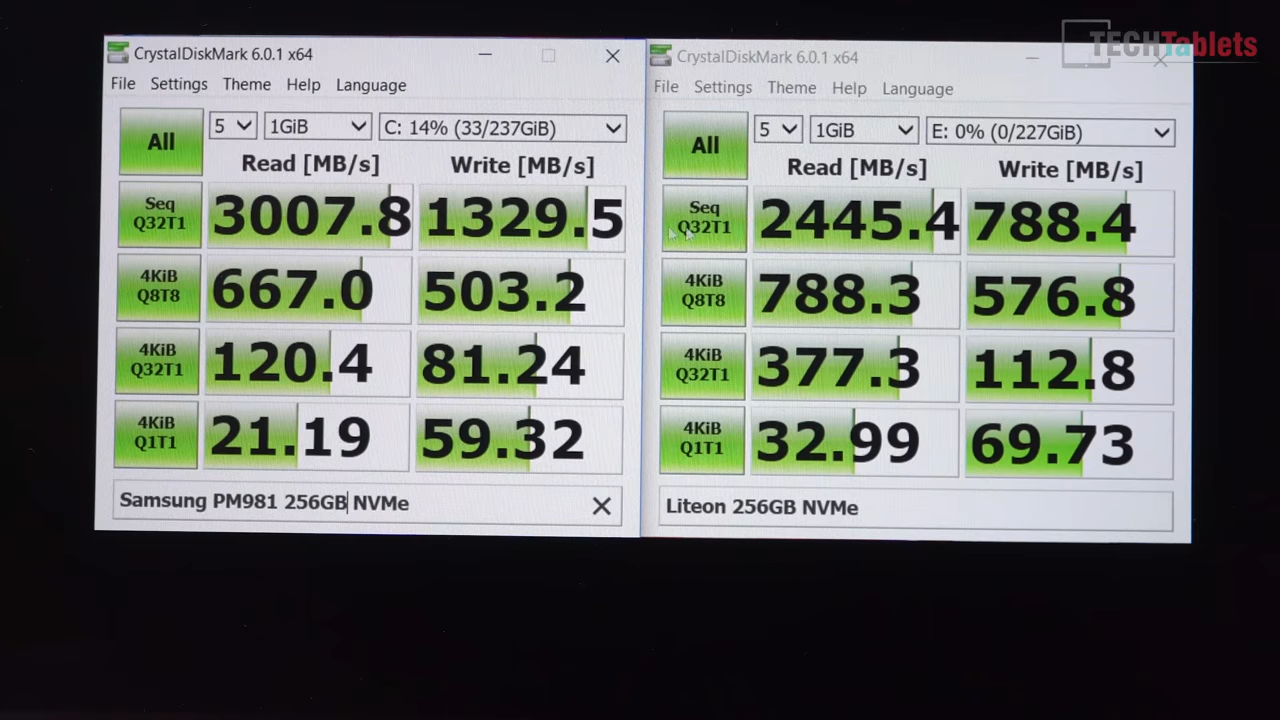 TECHTablets
CrystalDiskMark 6.0.1 x64
File Settings Theme Help Language
All 5 1GiB C: 14% (33/237GiB)
Read [MB/s] Write [MB/s]
Seq Q32T1 3007.8 1329.5
4KiB Q8T8 667.0 503.2
4KiB Q32T1 120.4 81.24
4KiB Q1T1 21.19 59.32
Samsung PM981 256GB NVMe
CrystalDiskMark 6.0.1 x64
File Settings Theme Help Language
All 5 1GiB E: 0% (0/227GiB)
Read [MB/s] Write [MB/s]
Seq Q32T1 2445.4 788.4
4KiB Q8T8 788.3 576.8
4KiB Q32T1 377.3 112.8
4KiB Q1T1 32.99 69.73
Liteon 256GB NVMe